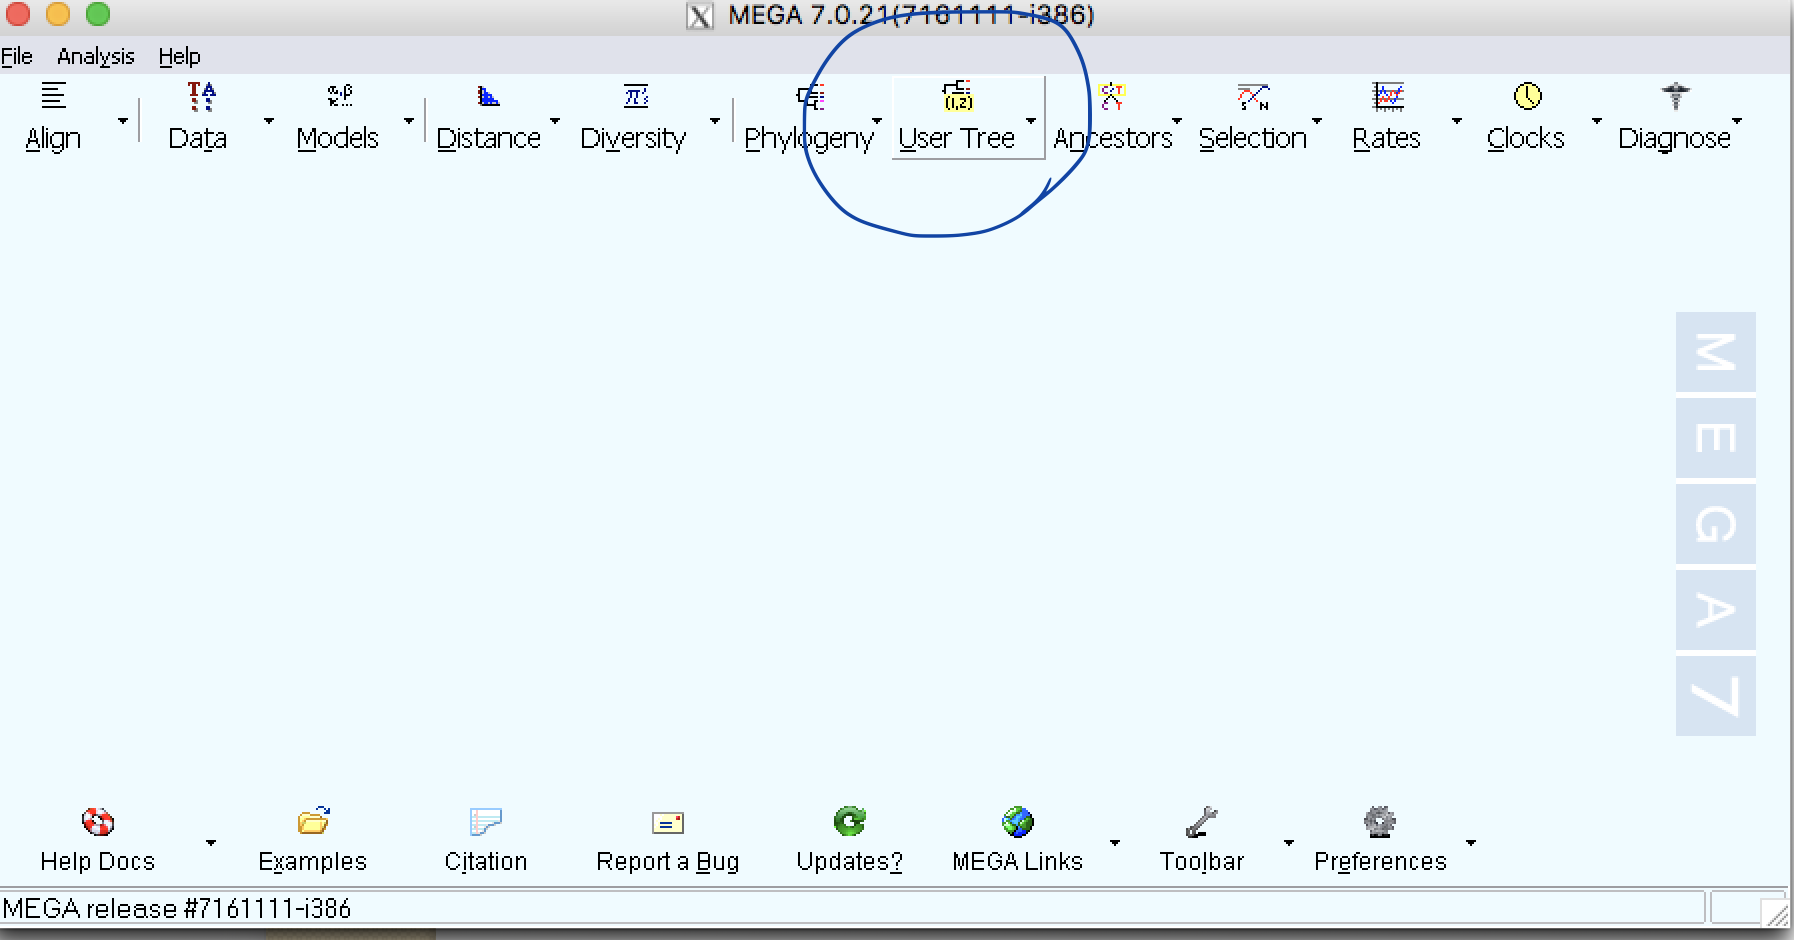 MEGA 7.0.21(7161111-i386)
File Analysis Help
Align Data Models Distance Diversity Phylogeny User Tree Ancestors Selection Rates Clocks Diagnose
M
E
G
A
7
Help Docs Examples Citation Report a Bug Updates? MEGA Links Toolbar Preferences
MEGA release #7161111-i386